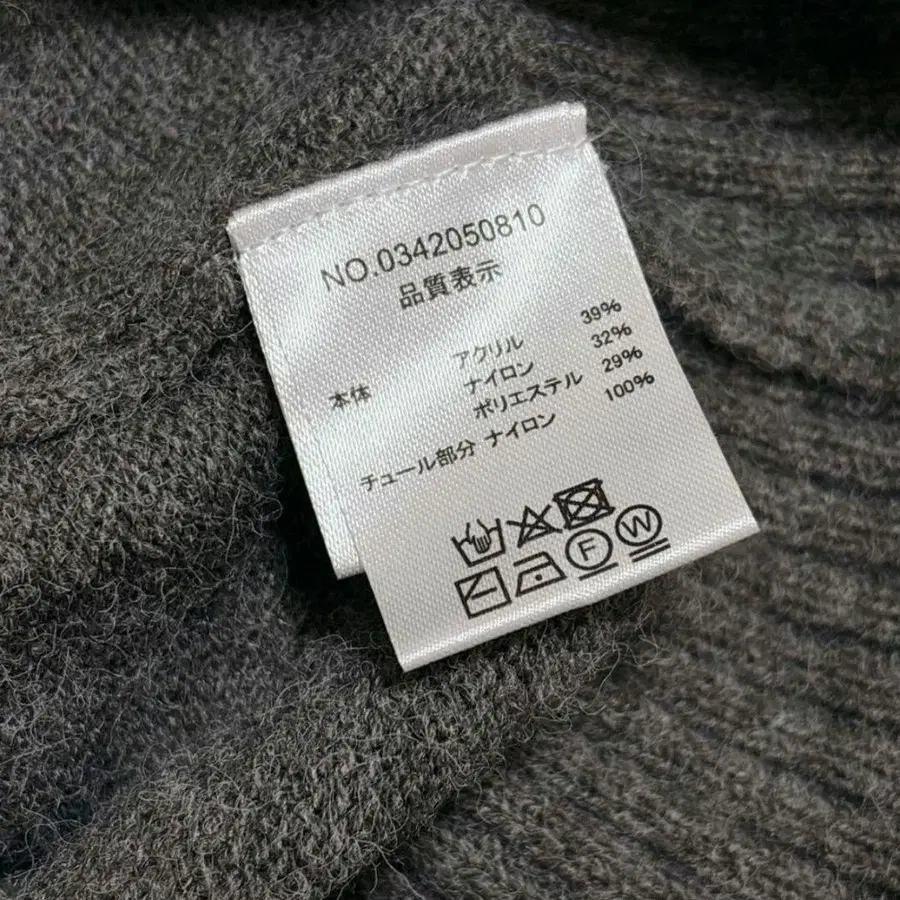 NO.0342050810
品質表示
アクリル 39%
本体 ナイロン 32%
ポリエステル 29%
チュール部分 ナイロン 100%
F W